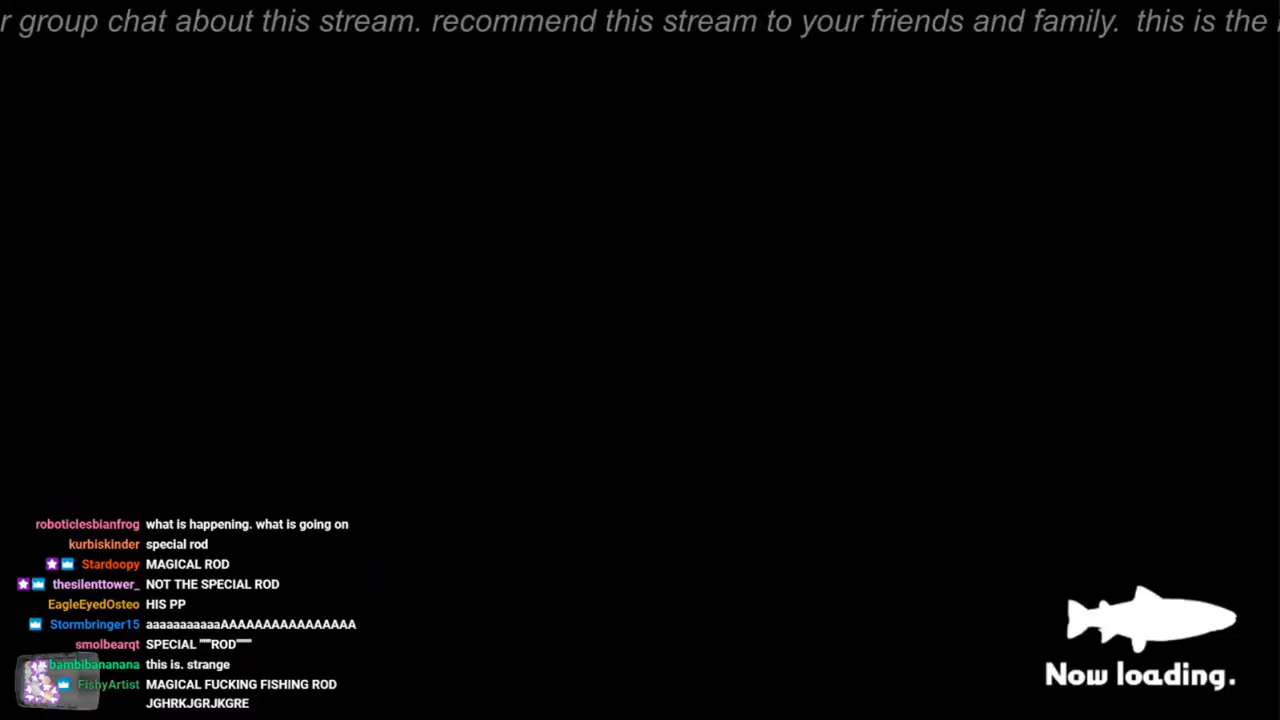 r group chat about this stream. recommend this stream to your friends and family. this is the
roboticlesbianfrog what is happening. what is going on
kurbiskinder special rod
Stardoopy MAGICAL ROD
thesilenttower_ NOT THE SPECIAL ROD
EagleEyedOsteo HIS PP
Stormbringer15 aaaaaaaaaaaAAAAAAAAAAAAAAAAA
smolbearqt SPECIAL """ROD"""""
bambibananana this is. strange
FishyArtist MAGICAL FUCKING FISHING ROD
JGHRKJGRJKGRE
Now loading.